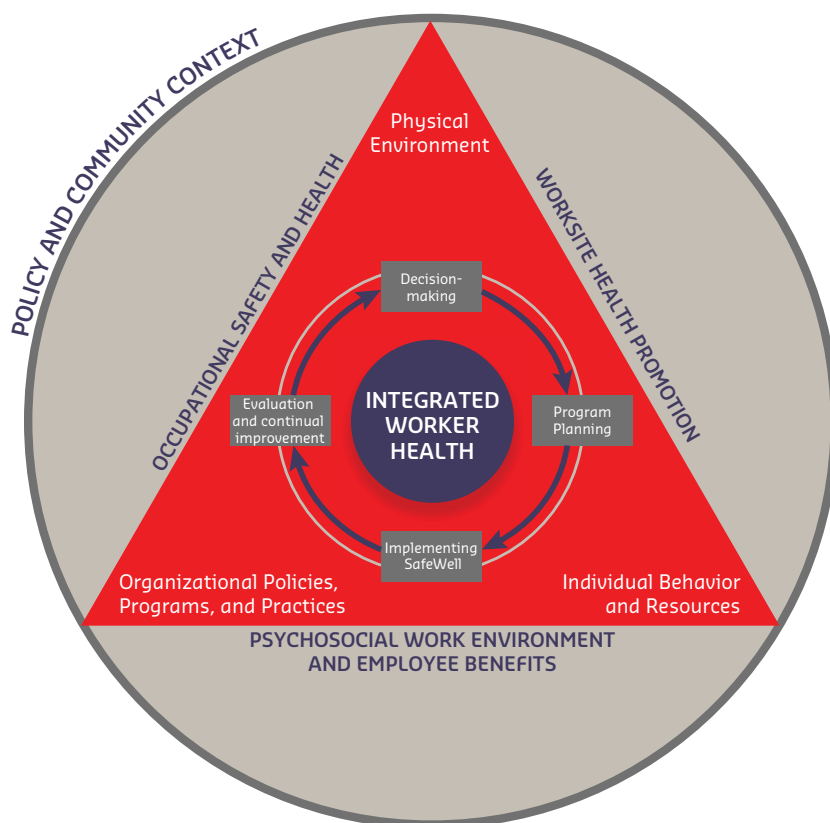 POLICY AND COMMUNITY CONTEXT
Physical
Environment
OCCUPATIONAL SAFETY AND HEALTH
WORKSITE HEALTH PROMOTION
Decision-
making
Evaluation
and continual
improvement
INTEGRATED
WORKER
HEALTH
Program
Planning
Implementing
SafeWell
Organizational Policies,
Programs, and Practices
Individual Behavior
and Resources
PSYCHOSOCIAL WORK ENVIRONMENT
AND EMPLOYEE BENEFITS